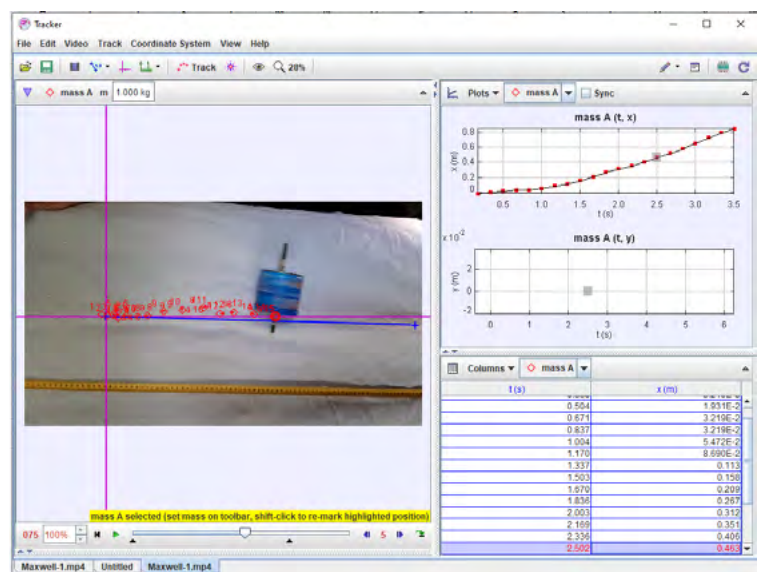 Tracker
File Edit Video Track Coordinate System View Help
Track 28%
mass A m 1.000 kg
Plots mass A Sync
mass A (t, x)
0.8
0.6
0.4
0.2
0
x (m)
0.5 1.0 1.5 2.0 2.5 3.0 3.5
t (s)
x 10^-2
mass A (t, y)
2
0
-2
y (m)
0 1 2 3 4 5 6
t (s)
Columns mass A
t (s) x (m)
0.504 1.931E-2
0.671 3.219E-2
0.837 3.219E-2
1.004 5.472E-2
1.170 8.690E-2
1.337 0.113
1.503 0.158
1.670 0.209
1.836 0.267
2.003 0.312
2.169 0.351
2.336 0.406
2.502 0.463
mass A selected (set mass on toolbar, shift-click to re-mark highlighted position)
075 100% 5
Maxwell-1.mp4 Untitled Maxwell-1.mp4